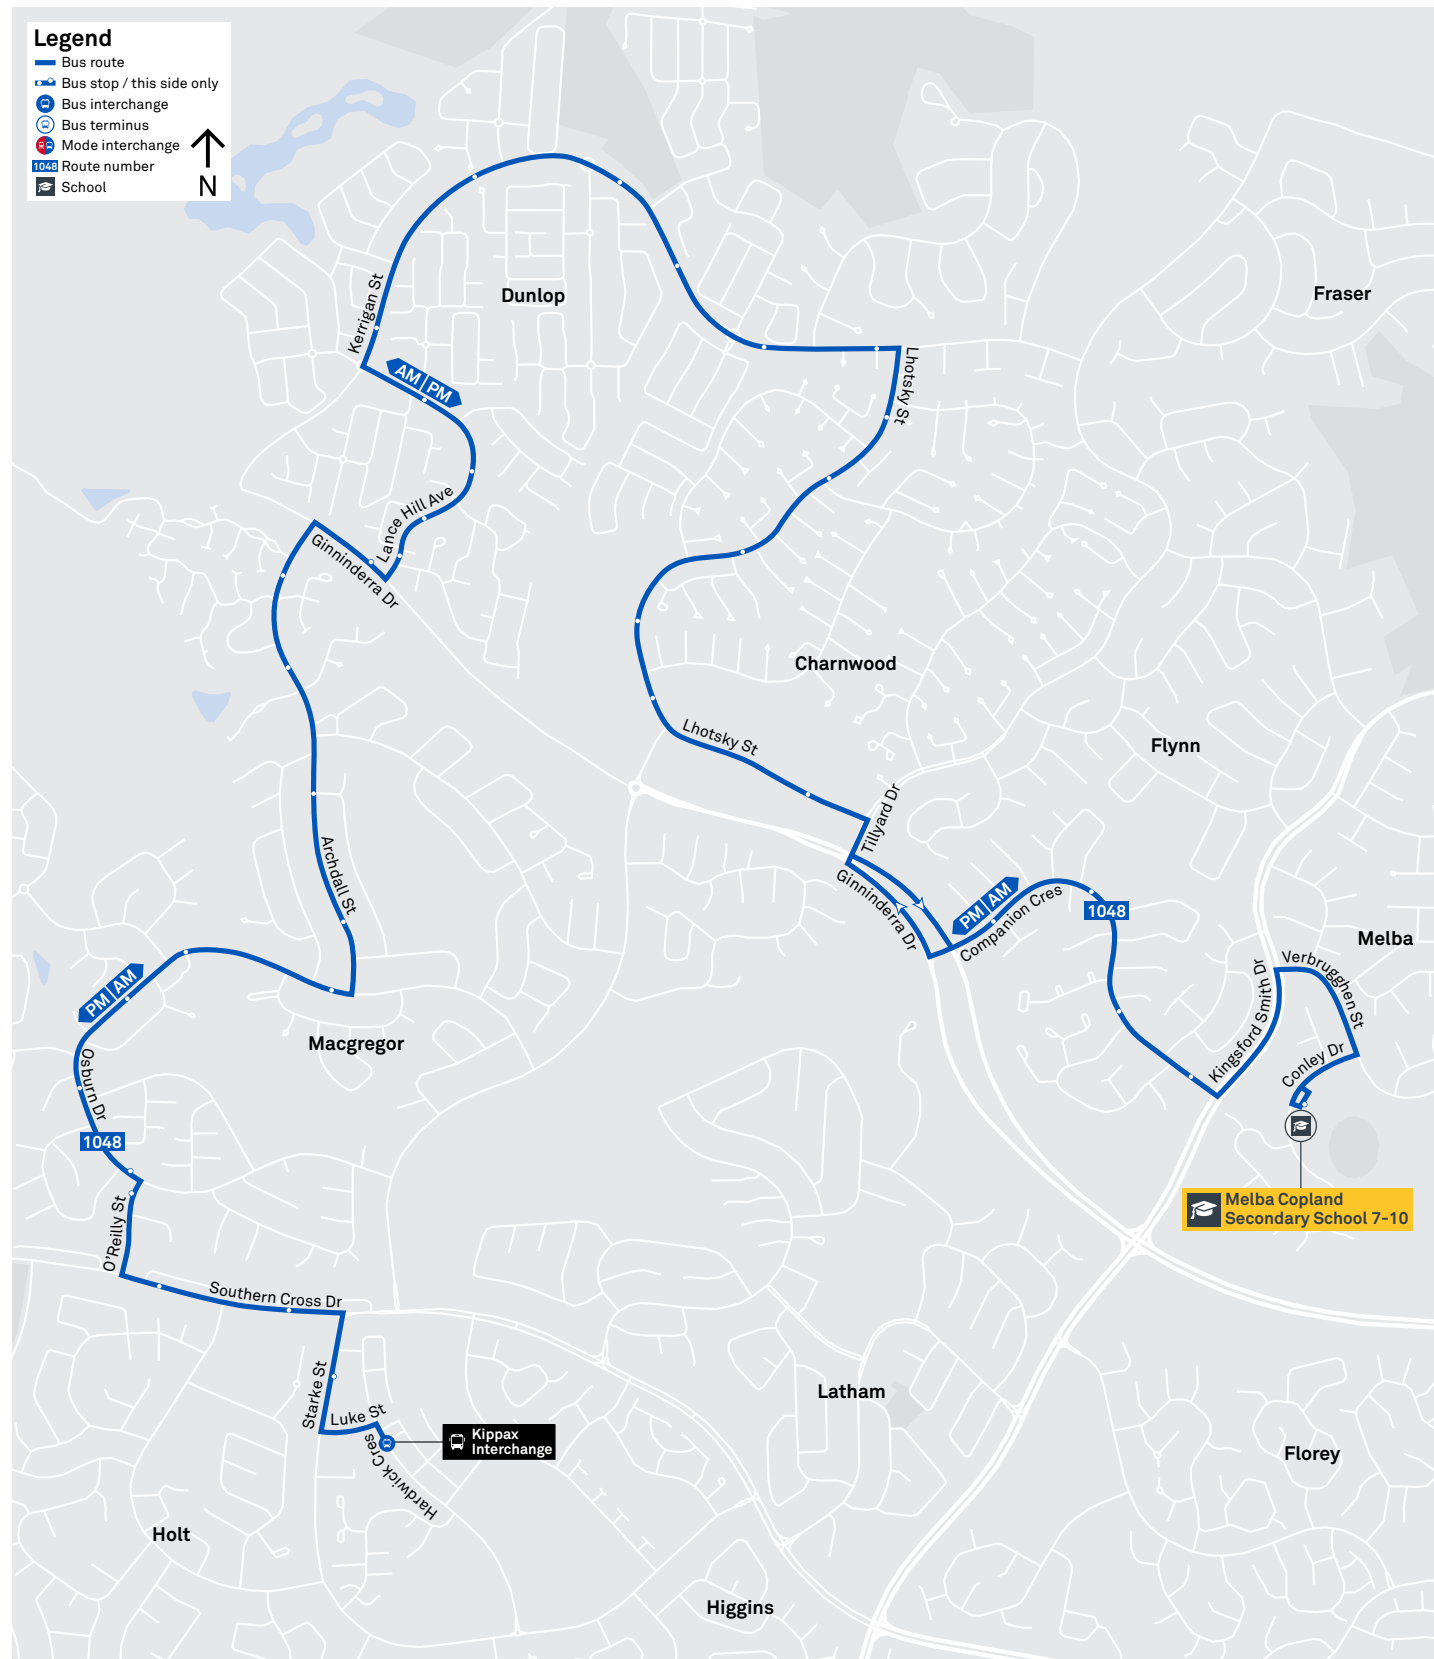 Legend
Bus route
Bus stop / this side only
Bus interchange
Bus terminus
Mode interchange
1048 Route number
School
N
Dunlop
Fraser
Kerrigan St
AM | PM
Lhotsky St
Lance Hill Ave
Ginninderra Dr
Charnwood
Lhotsky St
Flynn
Tillyard Dr
Archdall St
Ginninderra Dr
PM | AM
Companion Cres
1048
Melba
Verbrugghen St
Kingsford Smith Dr
Conley Dr
PM | AM
Macgregor
Osburn Dr
1048
Melba Copland
Secondary School 7-10
O'Reilly St
Southern Cross Dr
Starke St
Luke St
Hardwick Cres
Kippax
Interchange
Latham
Florey
Holt
Higgins